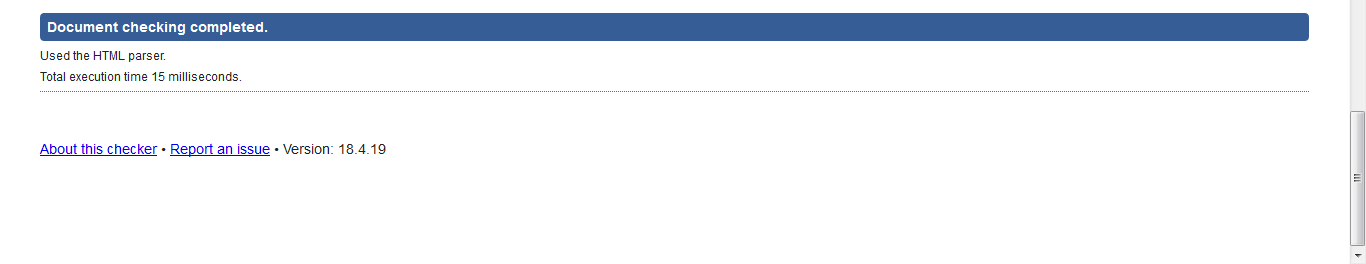 Document checking completed.
Used the HTML parser.
Total execution time 15 milliseconds.
About this checker • Report an issue • Version: 18.4.19